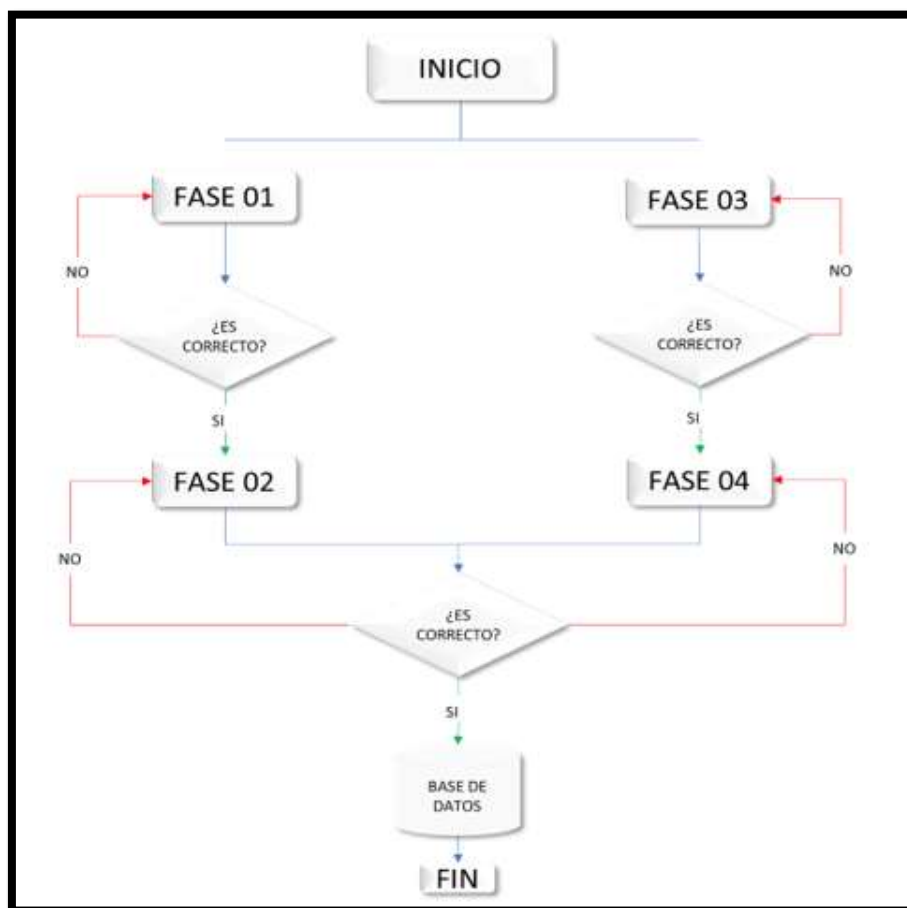 INICIO
FASE 01
FASE 03
NO
NO
¿ES
CORRECTO?
¿ES
CORRECTO?
SI
SI
FASE 02
FASE 04
NO
NO
¿ES
CORRECTO?
SI
BASE DE
DATOS
FIN